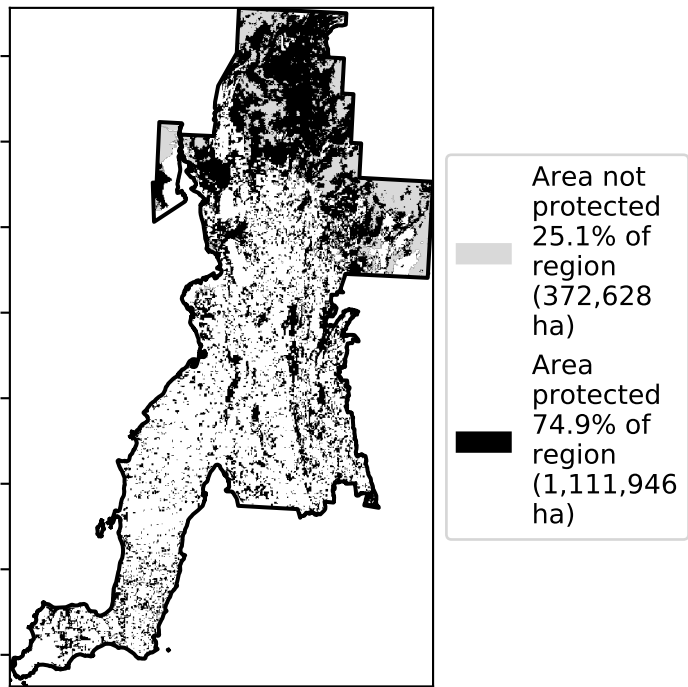 Area not
protected
25.1% of
region
(372,628
ha)
Area
protected
74.9% of
region
(1,111,946
ha)